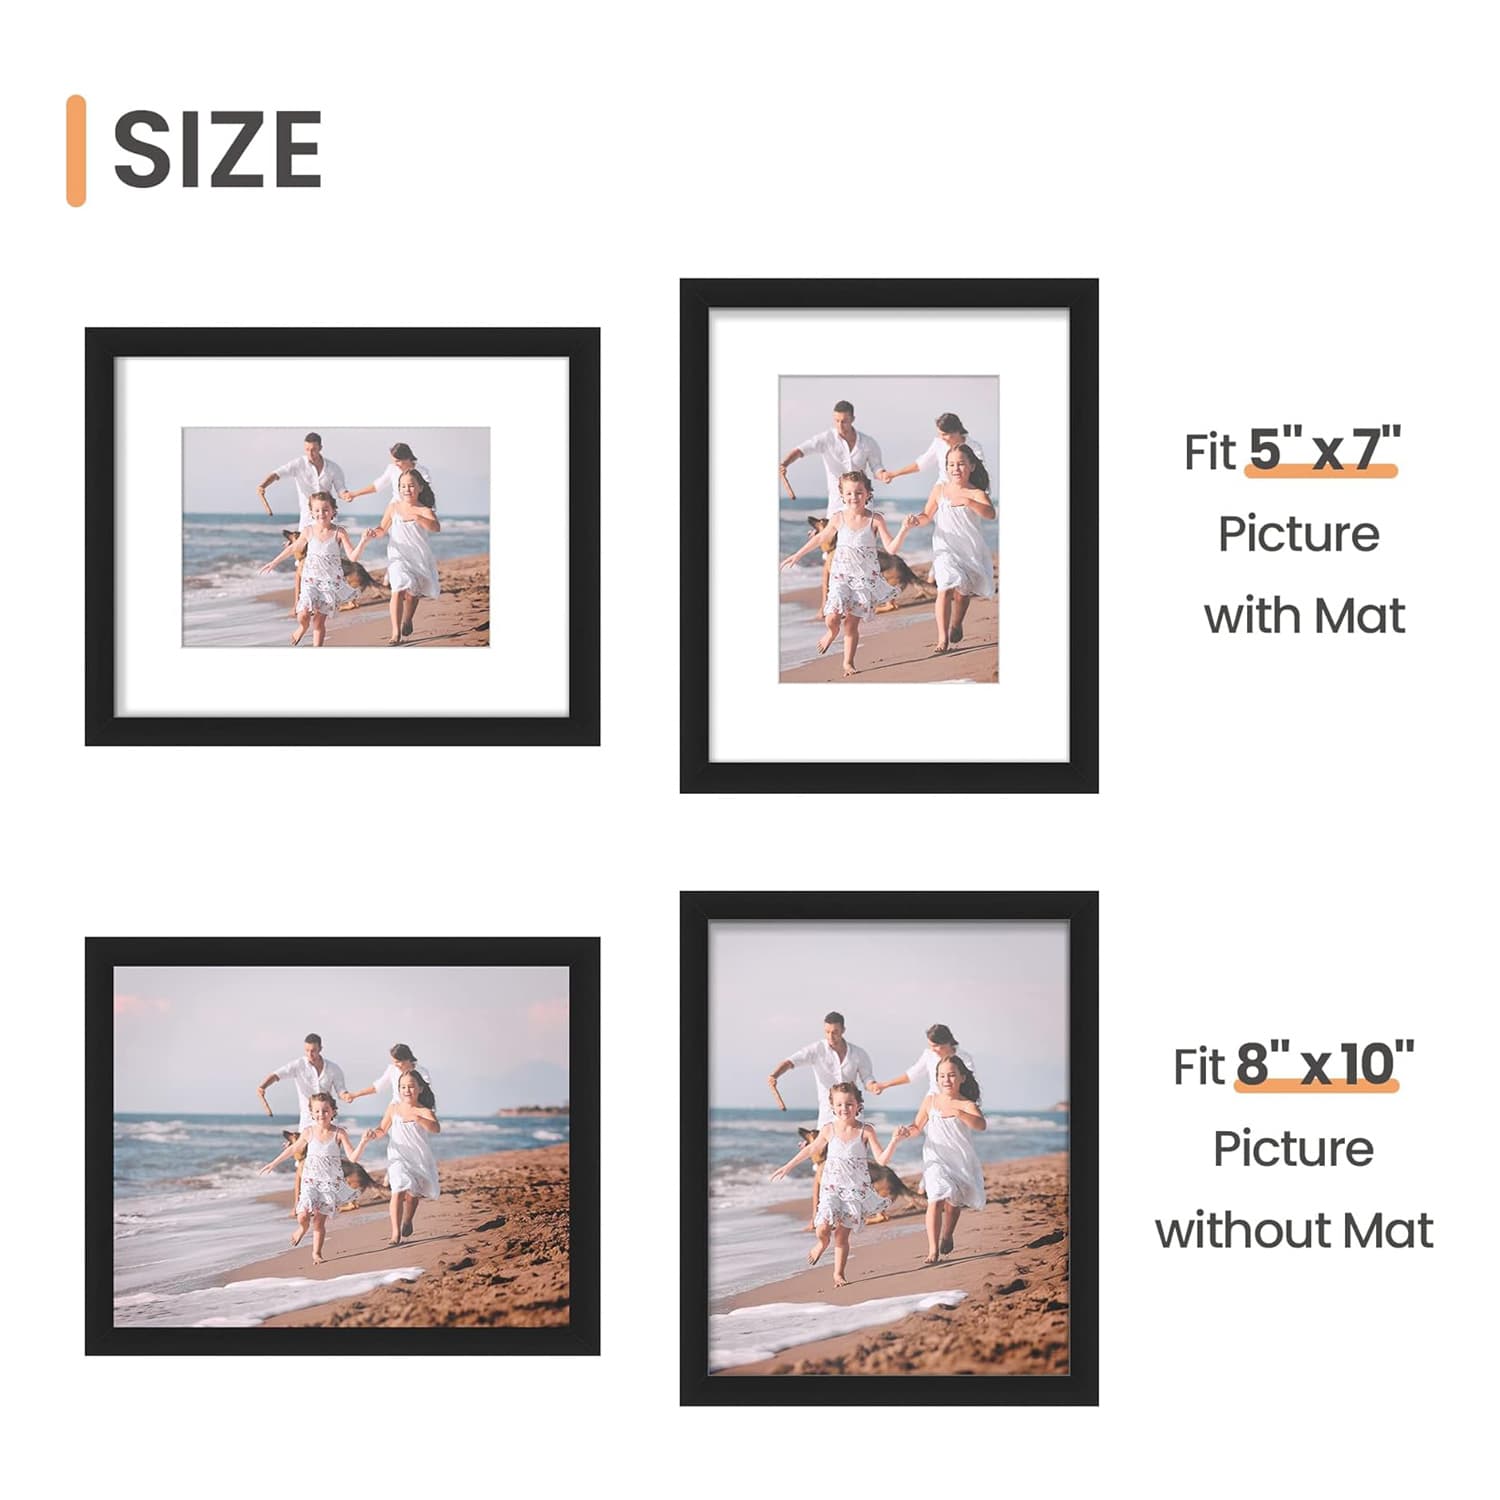 SIZE
Fit 5" x 7"
Picture
with Mat
Fit 8" x 10"
Picture
without Mat